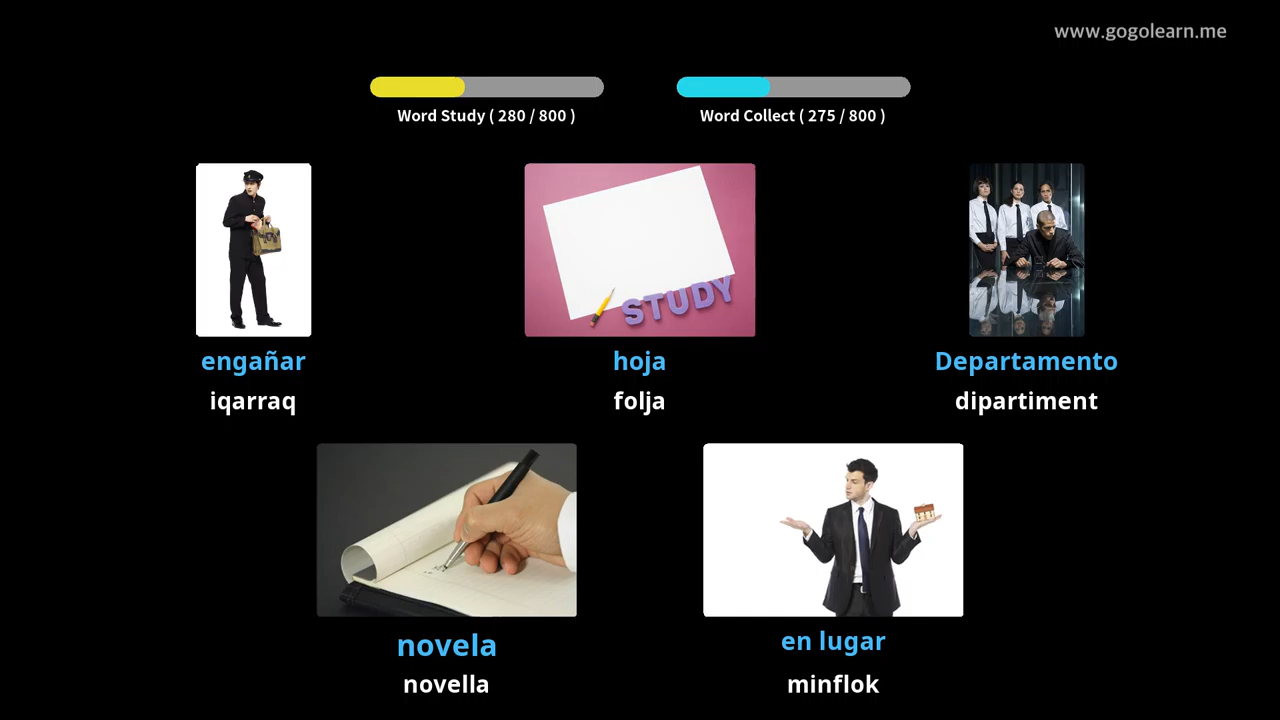 www.gogolearn.me
Word Study ( 280 / 800 )
Word Collect ( 275 / 800 )
STUDY
engañar
hoja
Departamento
iqarraq
folja
dipartiment
novela
en lugar
novella
minflok